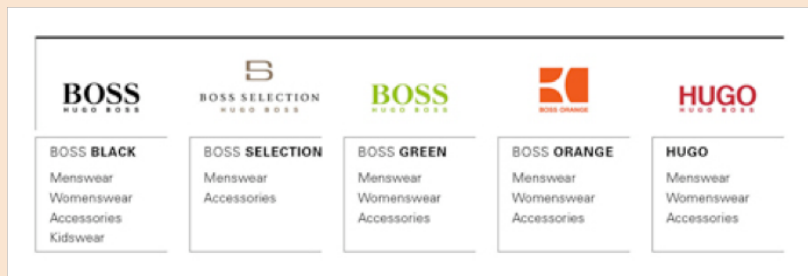 BOSS
HUGO BOSS
BOSS SELECTION
HUGO BOSS
BOSS
HUGO BOSS
BOSS ORANGE
HUGO
HUGO BOSS
BOSS BLACK
Menswear
Womenswear
Accessories
Kidswear
BOSS SELECTION
Menswear
Accessories
BOSS GREEN
Menswear
Womenswear
Accessories
BOSS ORANGE
Menswear
Womenswear
Accessories
HUGO
Menswear
Womenswear
Accessories